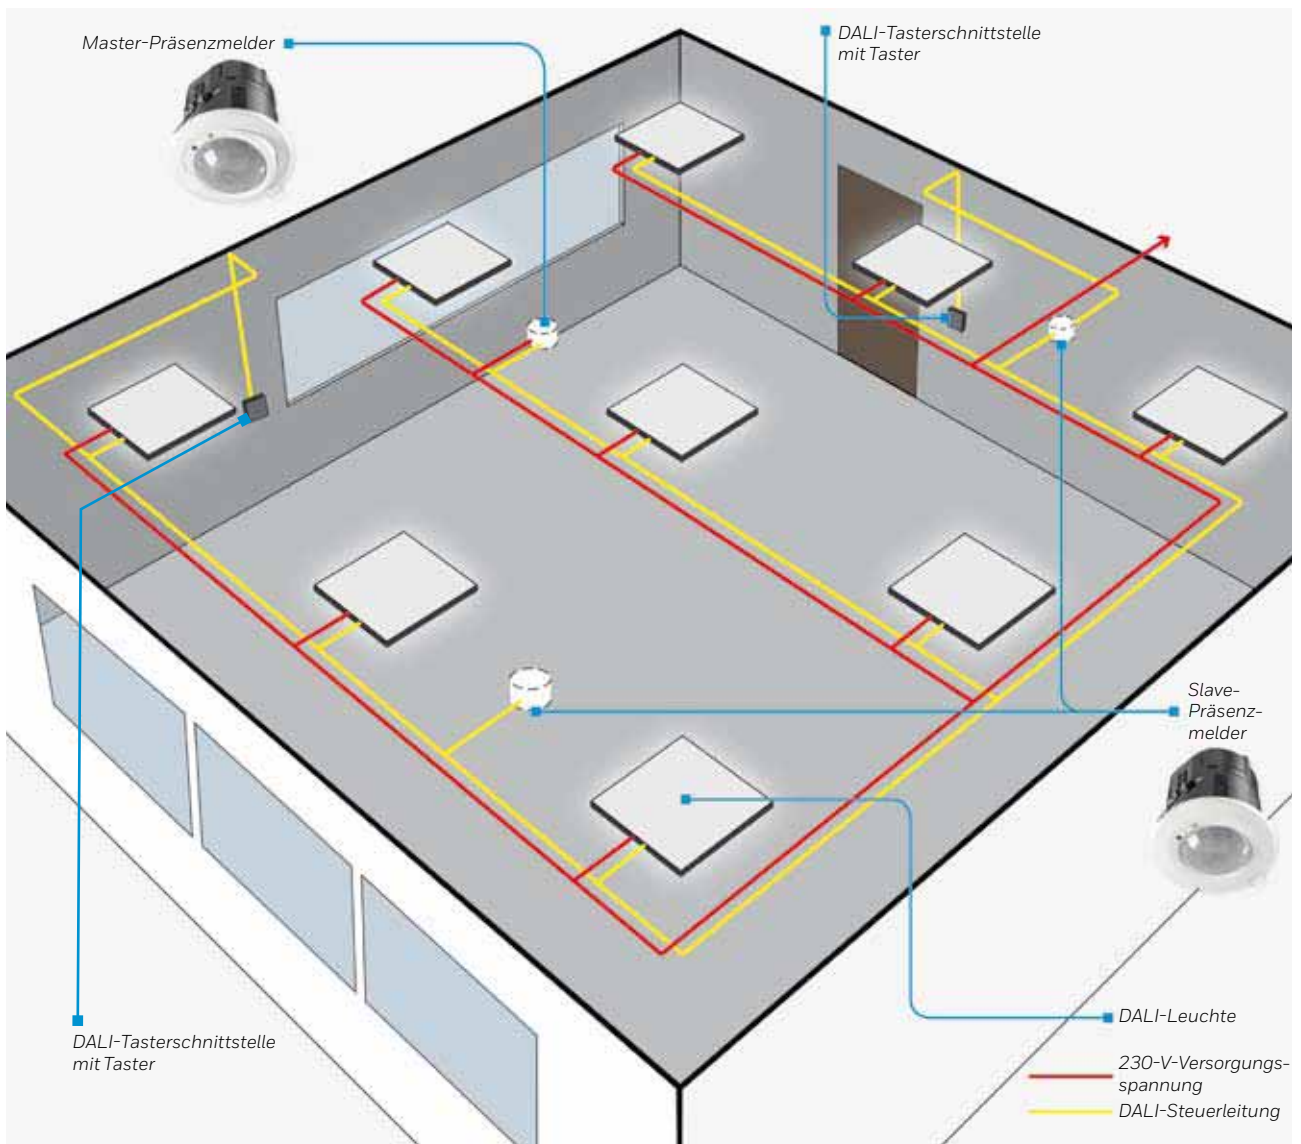 Master-Präsenzmelder
DALI-Tasterschnittstelle
mit Taster
Slave-
Präsenz-
melder
DALI-Leuchte
DALI-Tasterschnittstelle
mit Taster
230-V-Versorgungs-
spannung
DALI-Steuerleitung